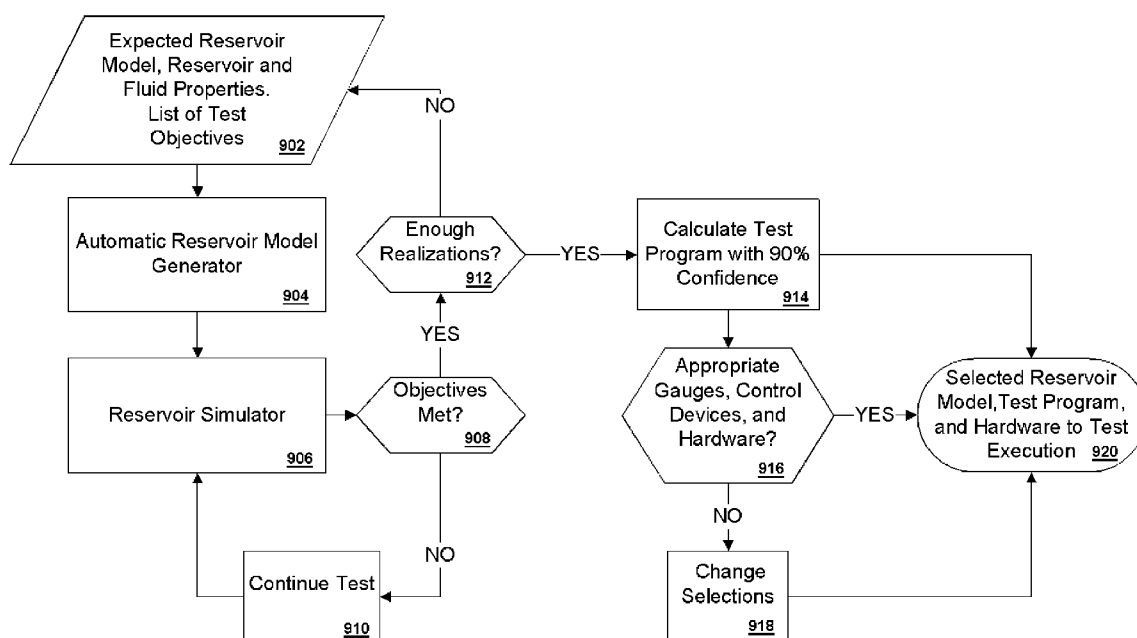 Expected Reservoir
Model, Reservoir and
Fluid Properties.
List of Test
Objectives
902
NO
Automatic Reservoir Model
Generator
904
Enough
Realizations?
912
YES
Calculate Test
Program with 90%
Confidence
914
YES
Reservoir Simulator
906
Objectives
Met?
908
Appropriate
Gauges, Control
Devices, and
Hardware?
916
YES
Selected Reservoir
Model,Test Program,
and Hardware to Test
Execution 920
NO
NO
Continue Test
910
Change
Selections
918